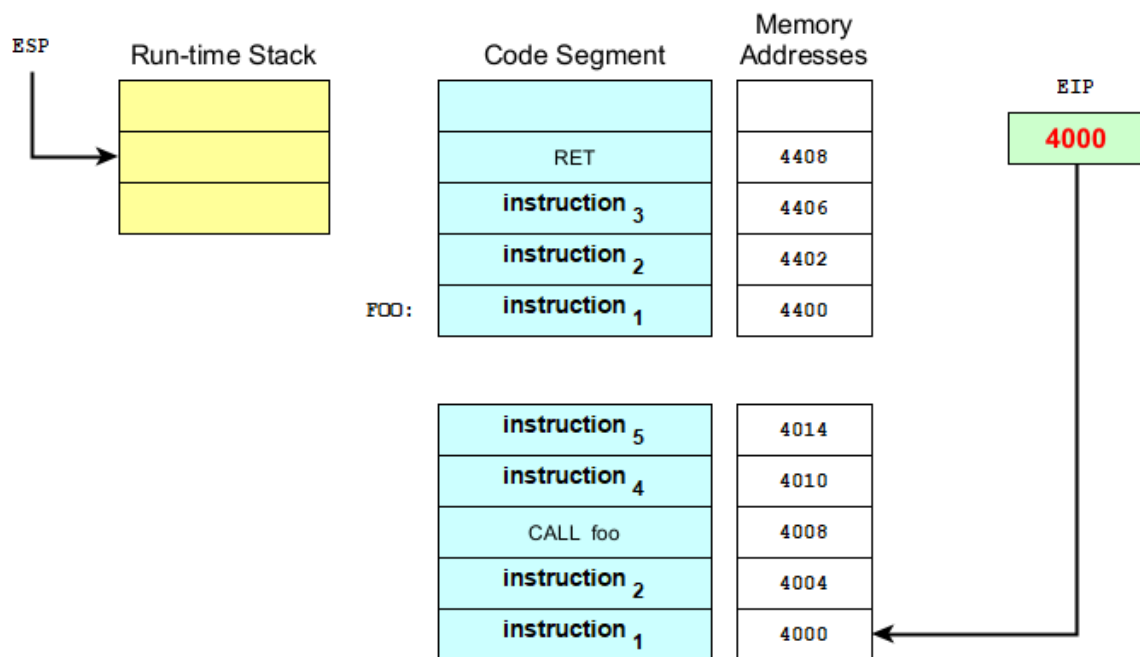 ESP
Run-time Stack
Code Segment
Memory Addresses
EIP
4000
RET 4408
instruction 3 4406
instruction 2 4402
FOO: instruction 1 4400
instruction 5 4014
instruction 4 4010
CALL foo 4008
instruction 2 4004
instruction 1 4000